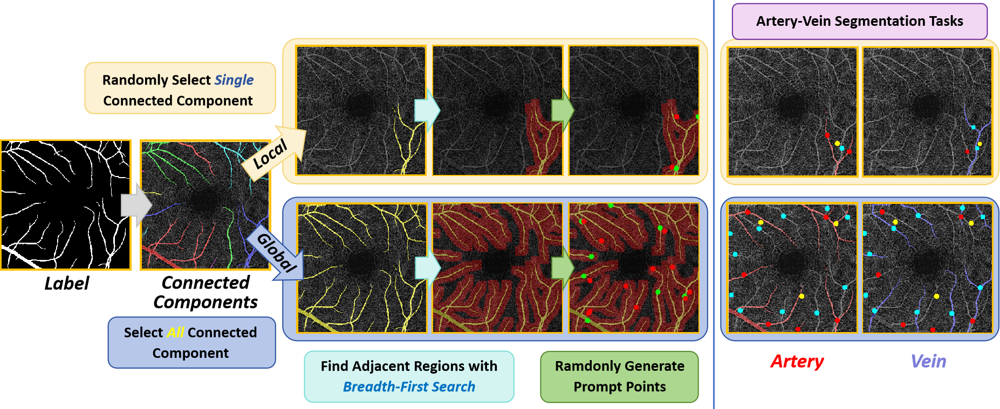 Artery-Vein Segmentation Tasks
Randomly Select Single
Connected Component
Local
Label
Connected
Components
Global
Select All Connected
Component
Find Adjacent Regions with
Breadth-First Search
Ramdonly Generate
Prompt Points
Artery
Vein